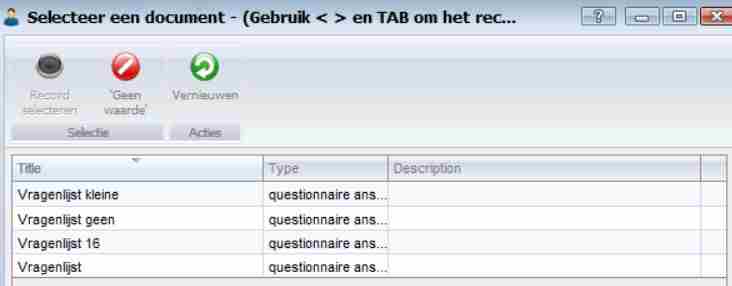 Selecteer een document - (Gebruik < > en TAB om het rec...
Record selecteren
'Geen waarde'
Vernieuwen
Selectie
Acties
Title Type Description
Vragenlijst kleine questionnaire ans...
Vragenlijst geen questionnaire ans...
Vragenlijst 16 questionnaire ans...
Vragenlijst questionnaire ans...